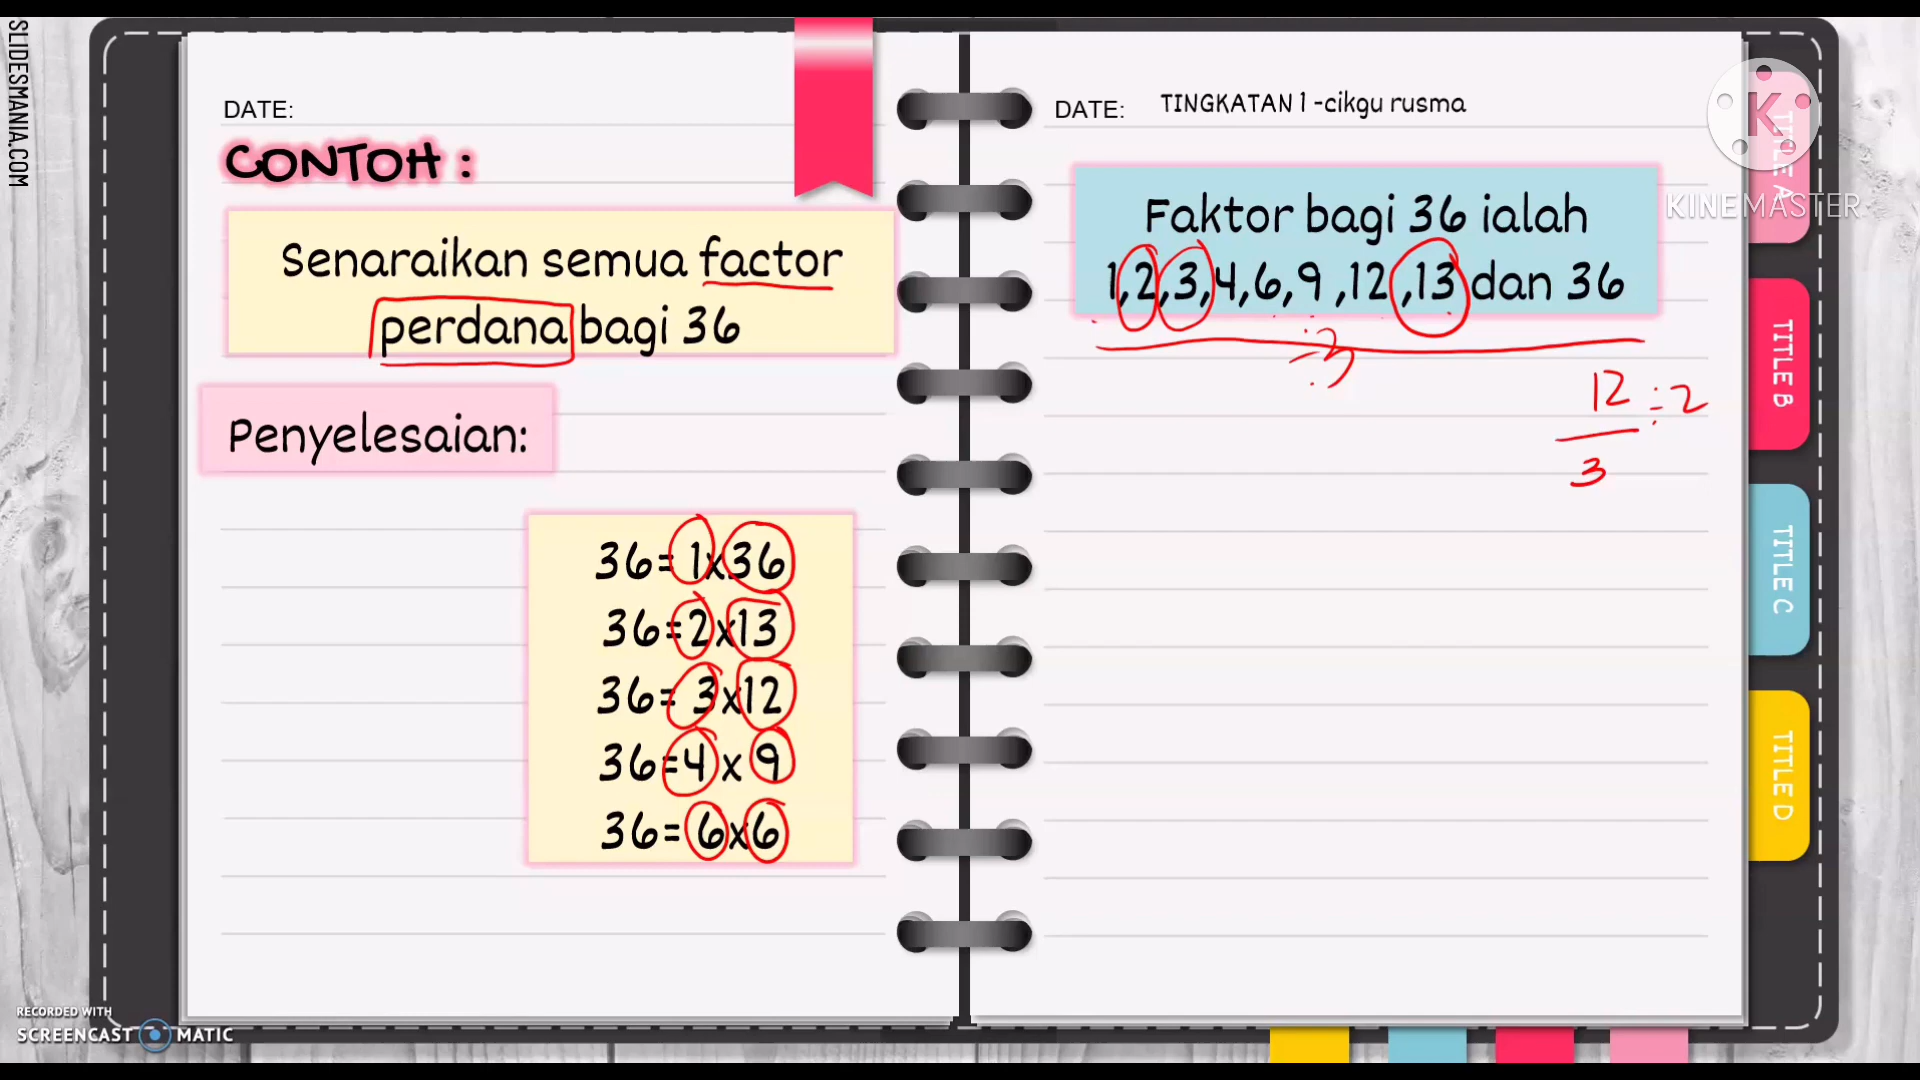 SLIDESMANIA.COM
DATE:
CONTOH :
Senaraikan semua factor
perdana bagi 36
Penyelesaian:
36= 1x36
36=2x13
36= 3x12
36=4 x 9
36= 6x6
DATE:
TINGKATAN 1 -cikgu rusma
Faktor bagi 36 ialah
1,2,3,4,6,9 ,12 ,13 dan 36
12 ÷2
3
K
KINEMASTER
TITLE A
TITLE B
TITLE C
TITLE D
RECORDED WITH
SCREENCAST MATIC